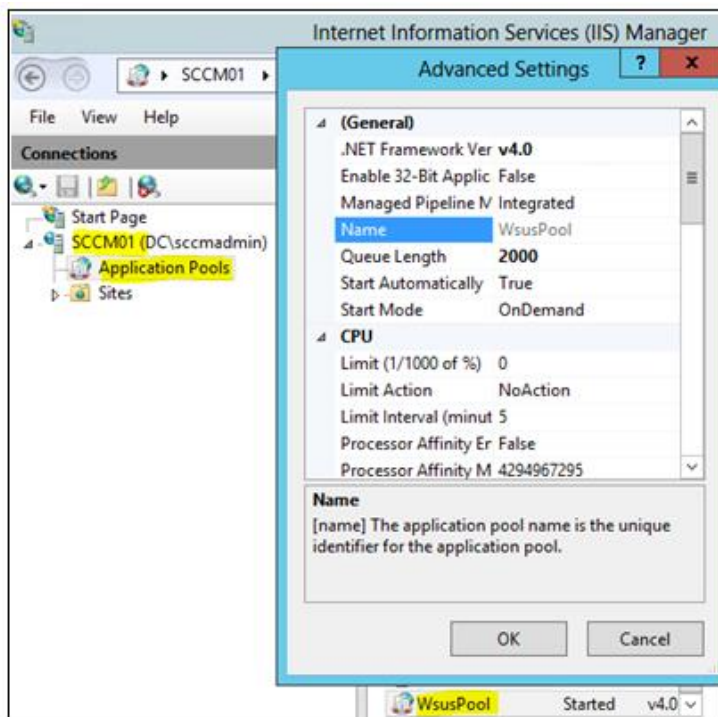 Internet Information Services (IIS) Manager
SCCM01
File View Help
Connections
Start Page
SCCM01 (DC\sccmadmin)
Application Pools
Sites
Advanced Settings ? x
(General)
.NET Framework Ver v4.0
Enable 32-Bit Applic False
Managed Pipeline M Integrated
Name WsusPool
Queue Length 2000
Start Automatically True
Start Mode OnDemand
CPU
Limit (1/1000 of %) 0
Limit Action NoAction
Limit Interval (minut 5
Processor Affinity Er False
Processor Affinity M 4294967295
Name
[name] The application pool name is the unique
identifier for the application pool.
OK Cancel
WsusPool Started v4.0